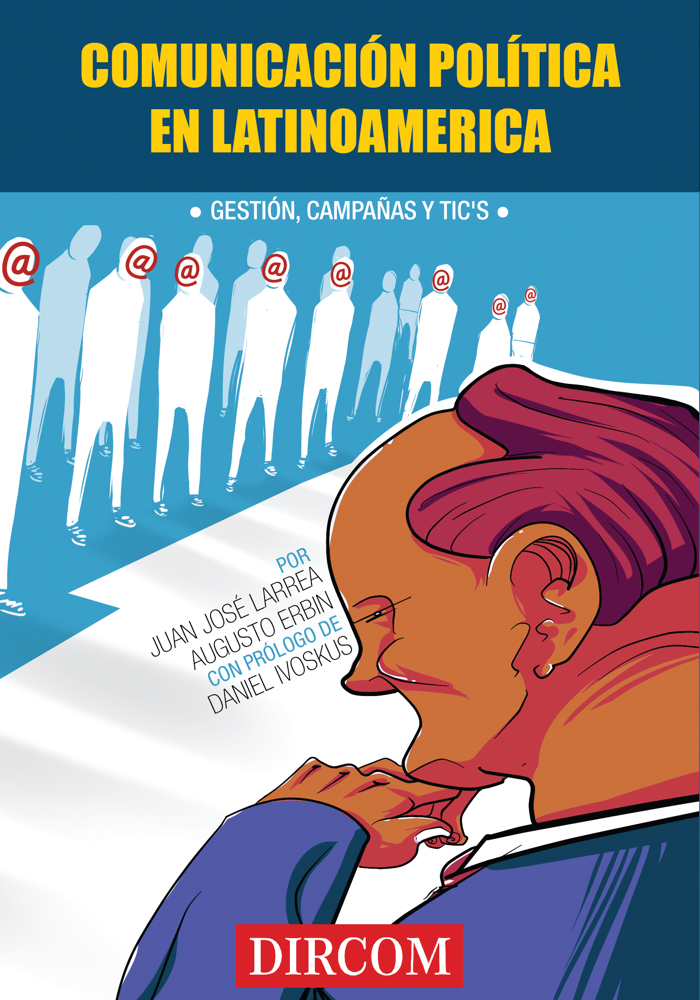 COMUNICACIÓN POLÍTICA
EN LATINOAMERICA
• GESTIÓN, CAMPAÑAS Y TIC'S •
@
@
@
@
@
@
@
@
POR
JUAN JOSÉ LARREA
AUGUSTO ERBIN
CON PRÓLOGO DE
DANIEL IVOSKUS
DIRCOM